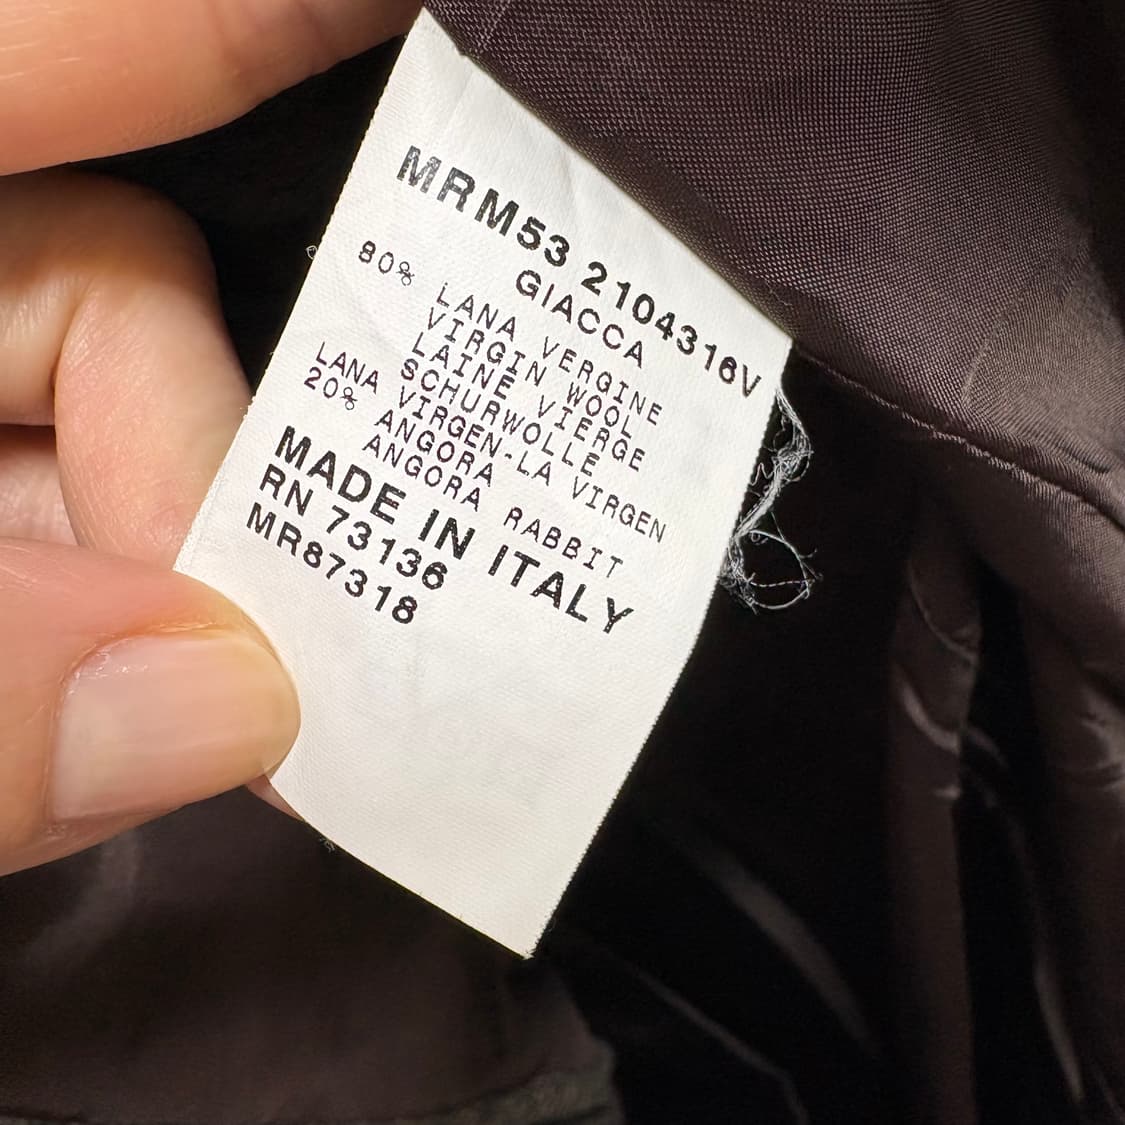 MRM53 2104316V
GIACCA
80% LANA VERGINE
VIRGIN WOOL
LAINE VIERGE
SCHURWOLLE
LANA VIRGEN-LA VIRGEN
20% ANGORA
ANGORA RABBIT
MADE IN ITALY
RN 73136
MR87318